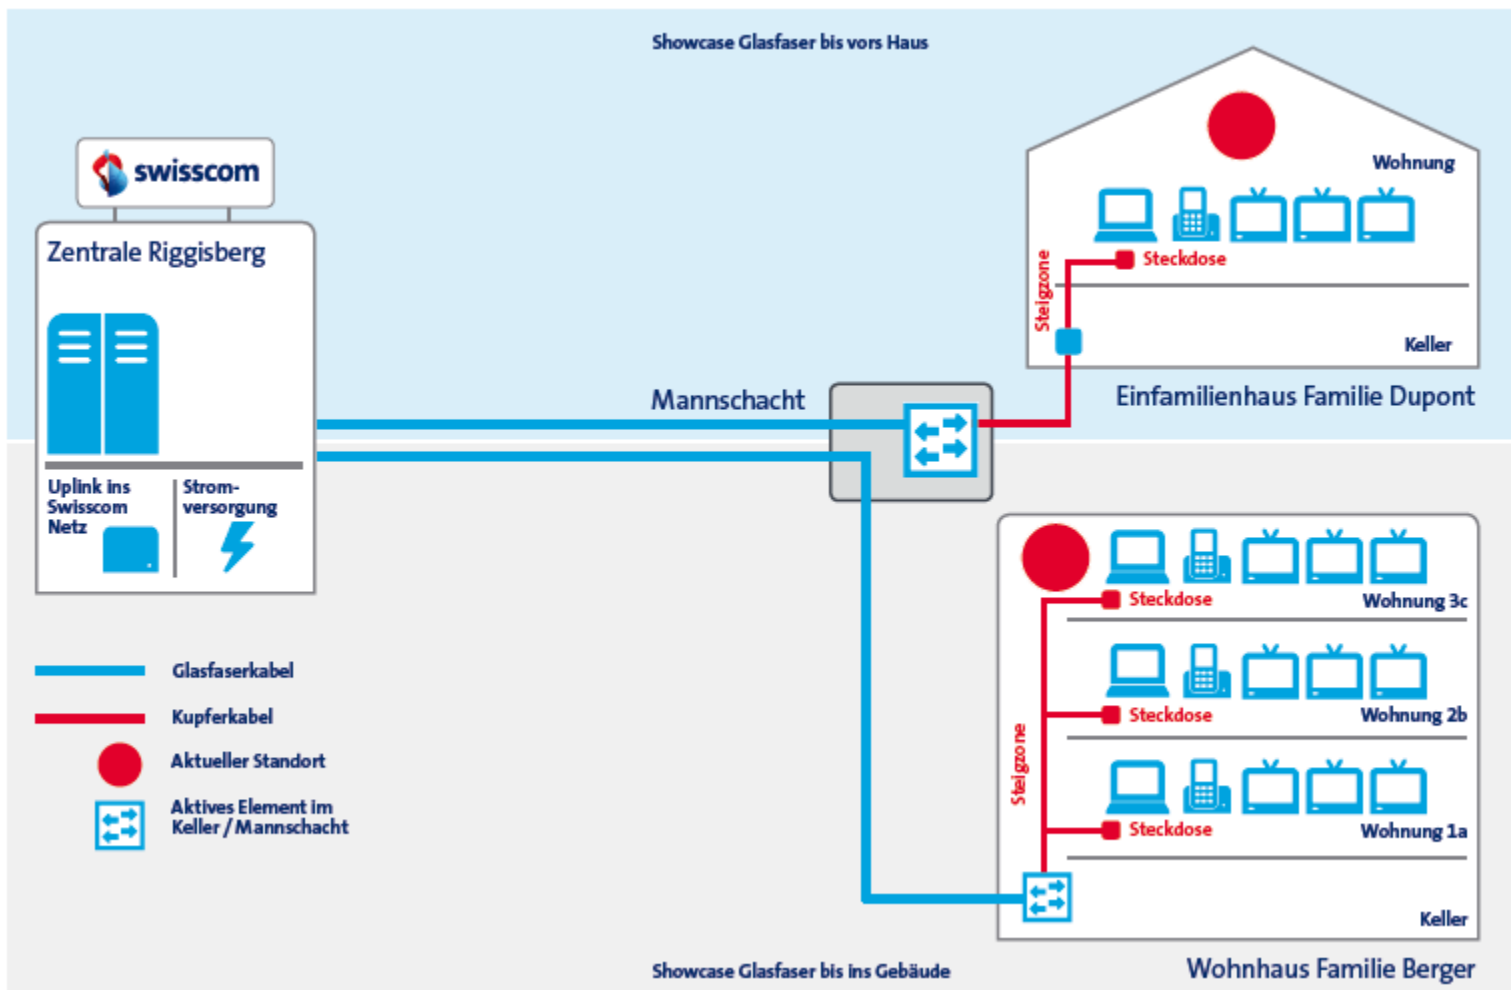 Showcase Glasfaser bis vors Haus
swisscom
Zentrale Riggisberg
Uplink ins
Swisscom
Netz
Strom-
versorgung
Mannschacht
Wohnung
Steckdose
Steigzone
Keller
Einfamilienhaus Familie Dupont
Steckdose
Wohnung 3c
Steckdose
Wohnung 2b
Steigzone
Steckdose
Wohnung 1a
Keller
Wohnhaus Familie Berger
Glasfaserkabel
Kupferkabel
Aktueller Standort
Aktives Element im
Keller / Mannschacht
Showcase Glasfaser bis ins Gebäude